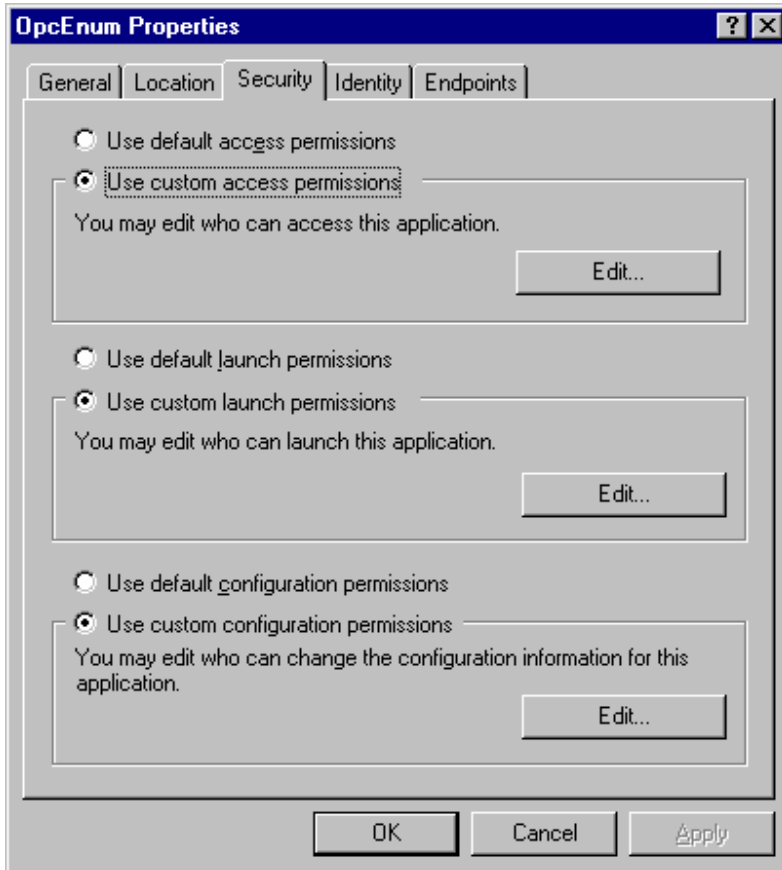 OpcEnum Properties
General Location Security Identity Endpoints
Use default access permissions
Use custom access permissions
You may edit who can access this application.
Edit...
Use default launch permissions
Use custom launch permissions
You may edit who can launch this application.
Edit...
Use default configuration permissions
Use custom configuration permissions
You may edit who can change the configuration information for this
application.
Edit...
OK Cancel Apply